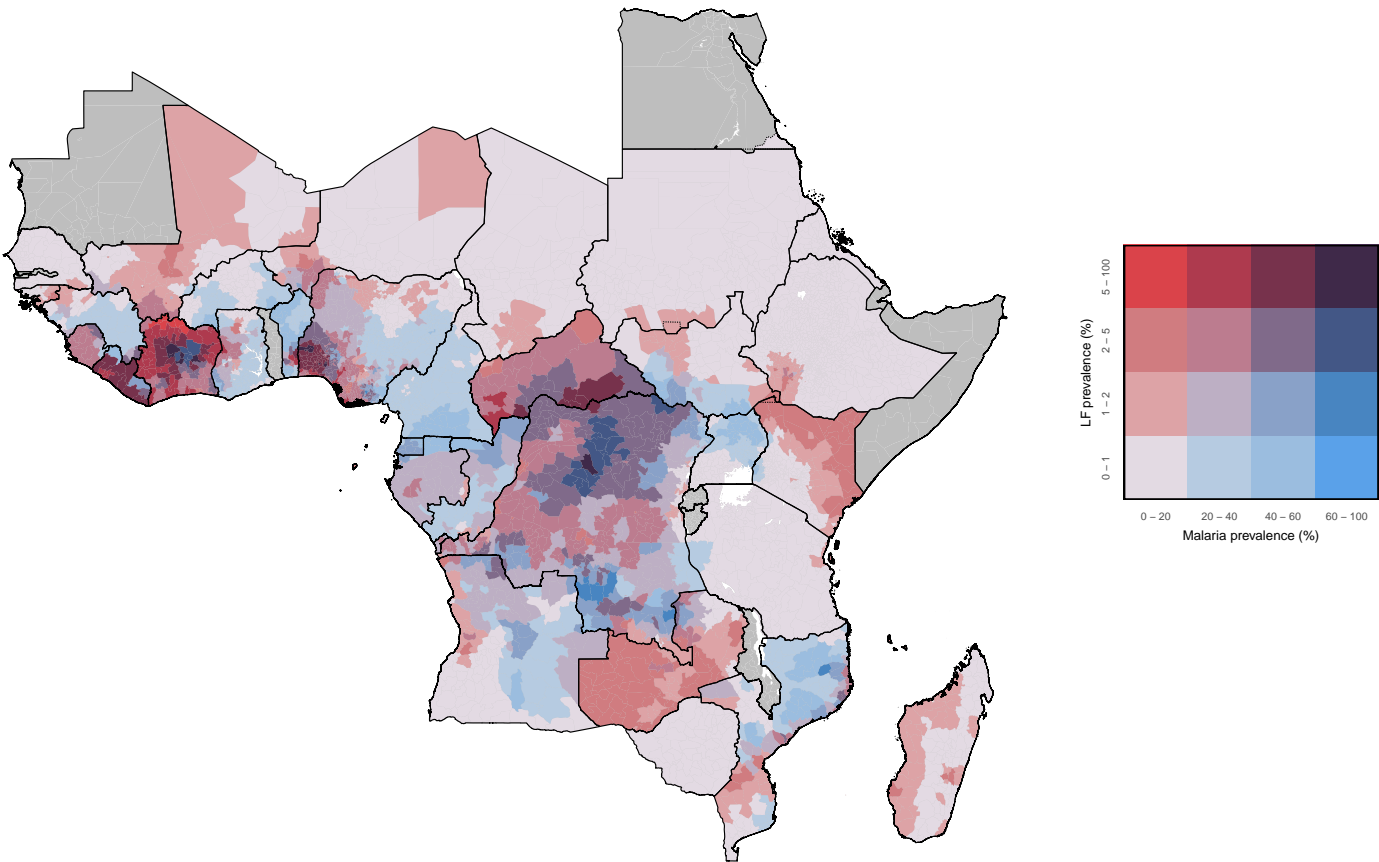 5 – 100
2 – 5
1 – 2
0 – 1
LF prevalence (%)
0 – 20
20 – 40
40 – 60
60 – 100
Malaria prevalence (%)